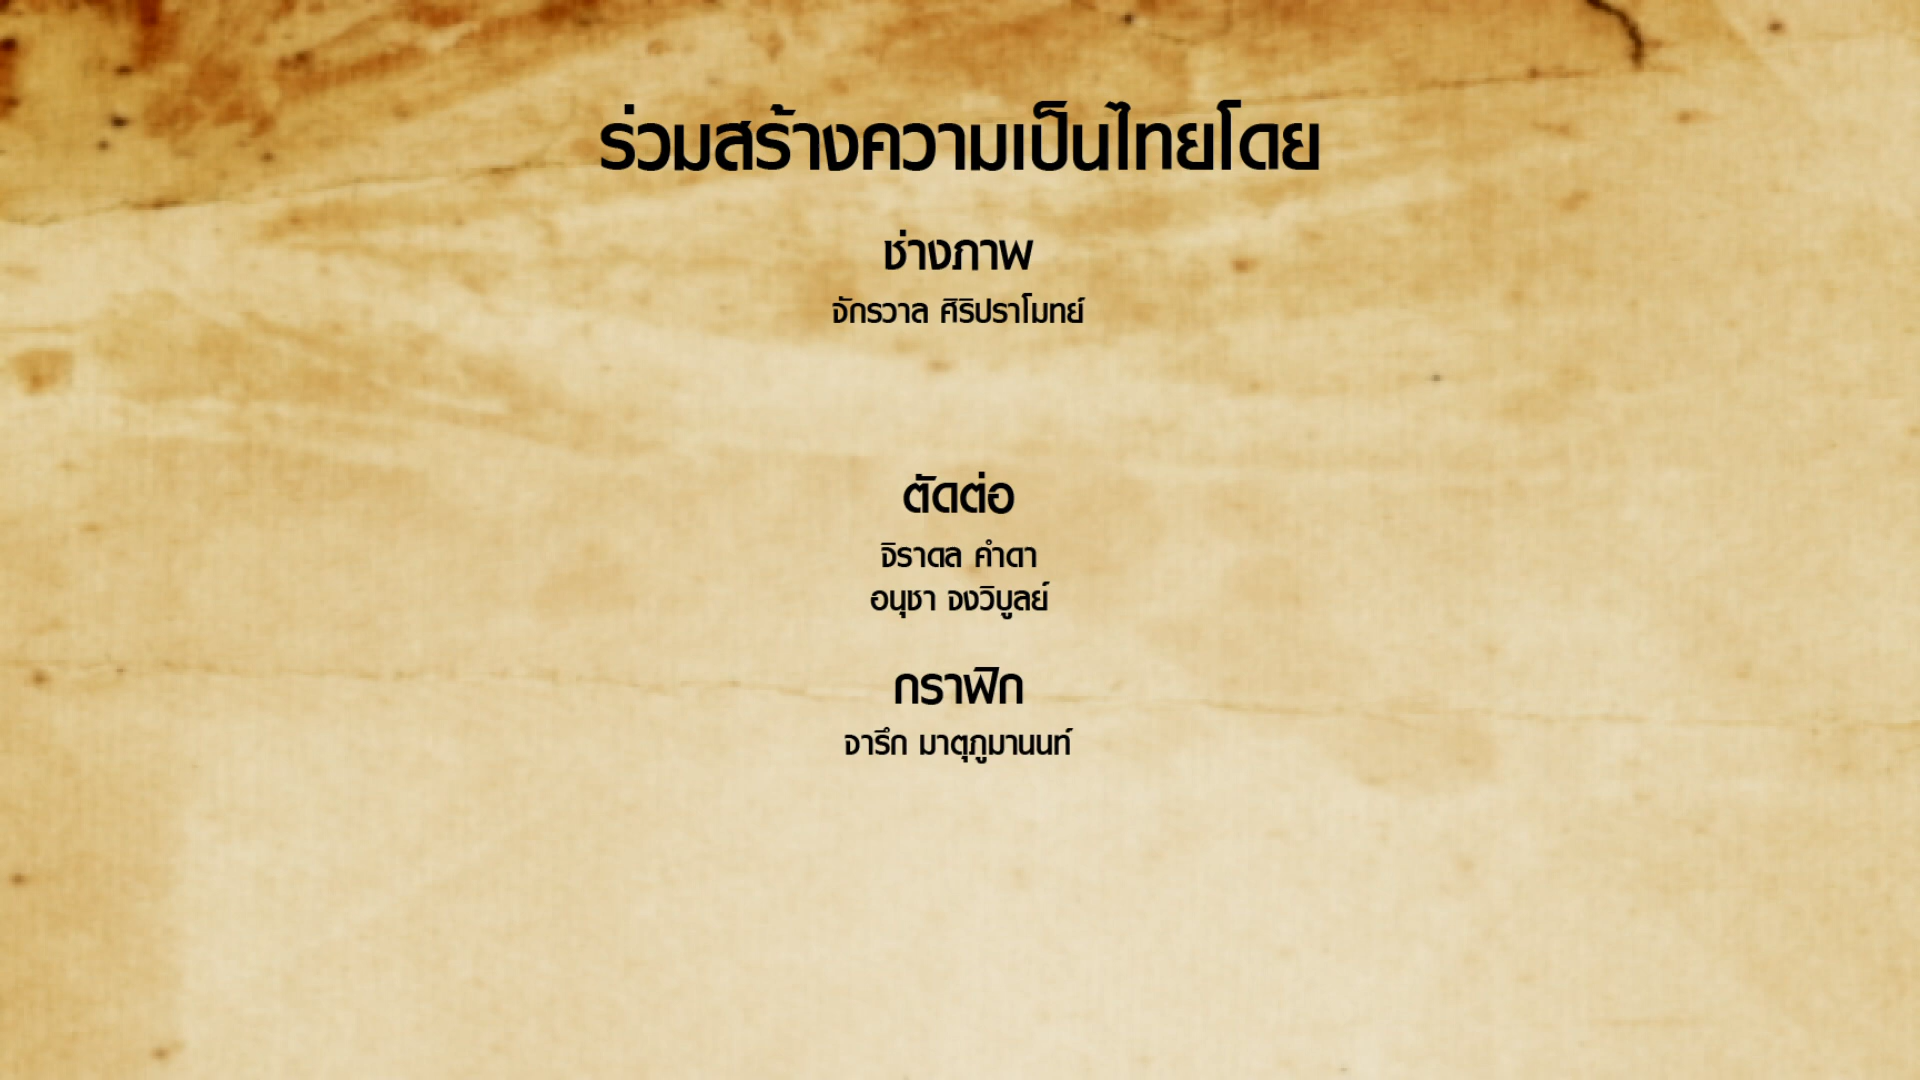 ร่วมสร้างความเป็นไทยโดย
ช่างภาพ
จักรวาล ศิริปราโมทย์
ตัดต่อ
จิราดล คำดา
อนุชา จงวิบูลย์
กราฟิก
จารึก มาตุภูมานนท์